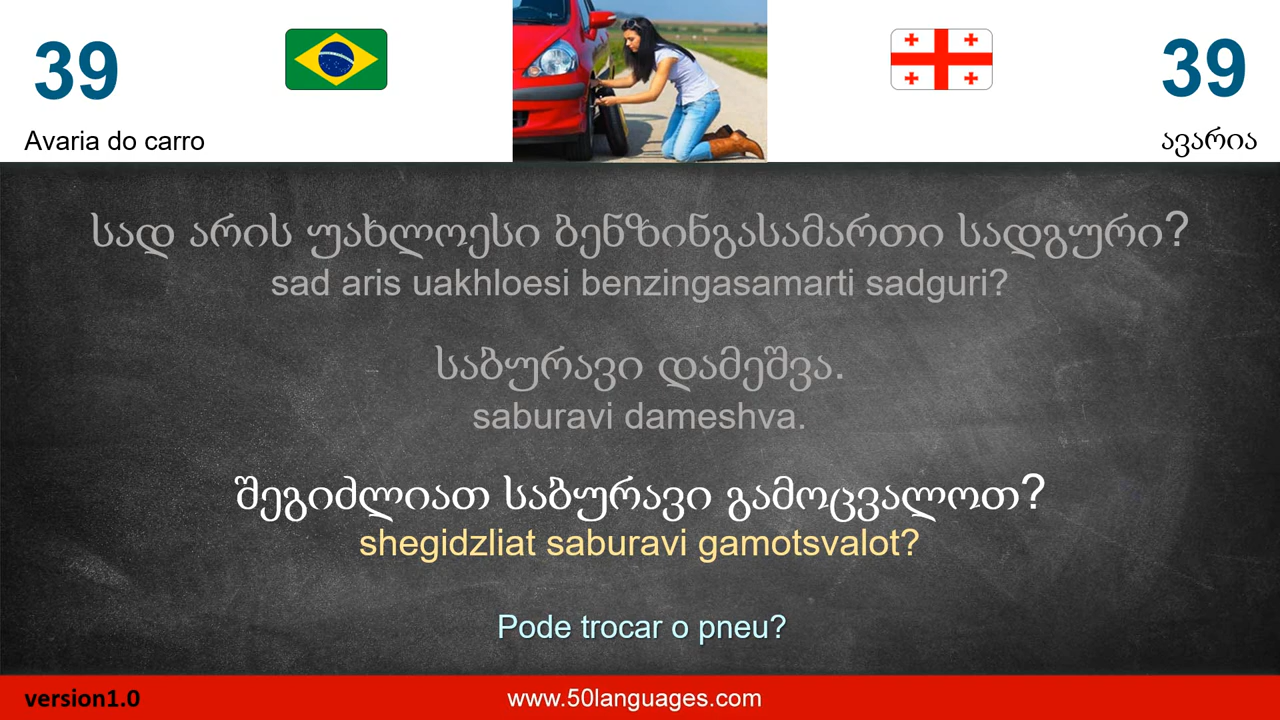 39
39
Avaria do carro
ავარია
სად არის უახლოესი ბენზინგასამართი სადგური?
sad aris uakhloesi benzingasamarti sadguri?
საბურავი დამეშვა.
saburavi dameshva.
შეგიძლიათ საბურავი გამოცვალოთ?
shegidzliat saburavi gamotsvalot?
Pode trocar o pneu?
version1.0
www.50languages.com